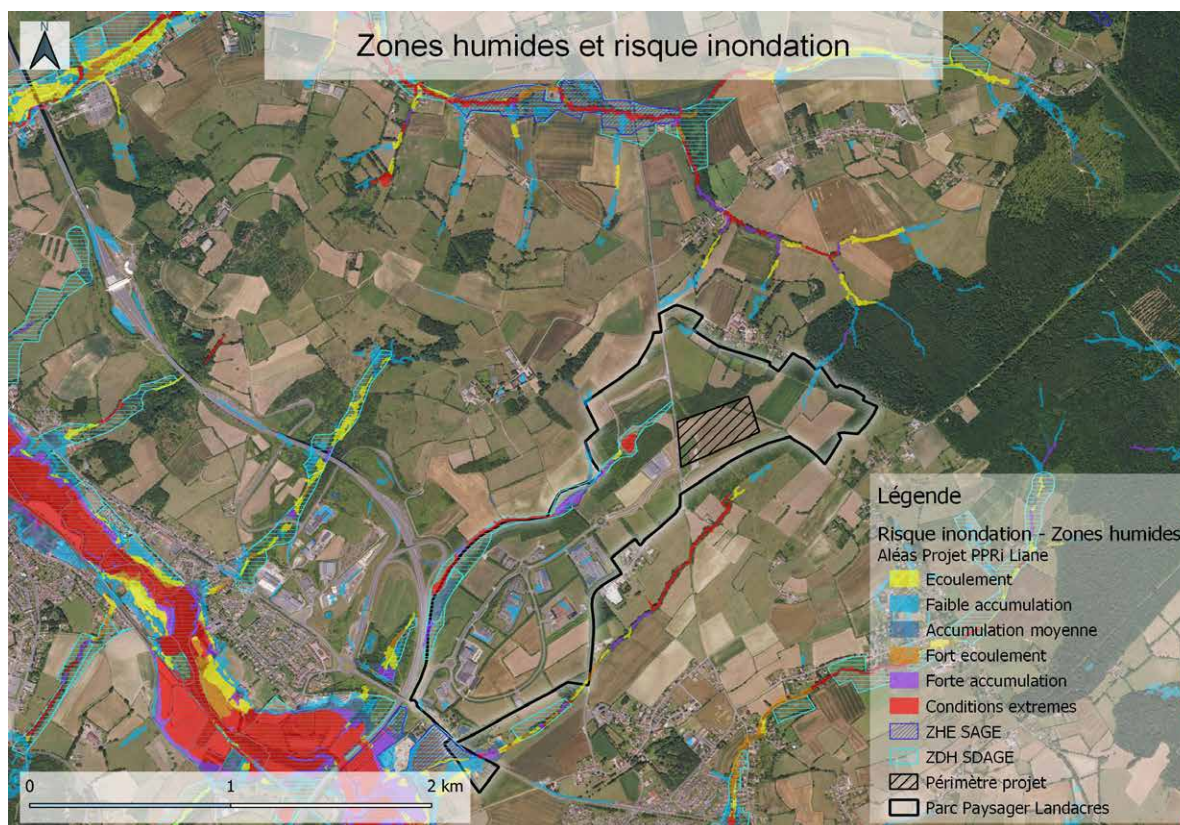 N
Zones humides et risque inondation
Légende
Risque inondation - Zones humides
Aléas Projet PPRi Liane
Ecoulement
Faible accumulation
Accumulation moyenne
Fort ecoulement
Forte accumulation
Conditions extremes
ZHE SAGE
ZDH SDAGE
Périmètre projet
Parc Paysager Landacres
0 1 2 km